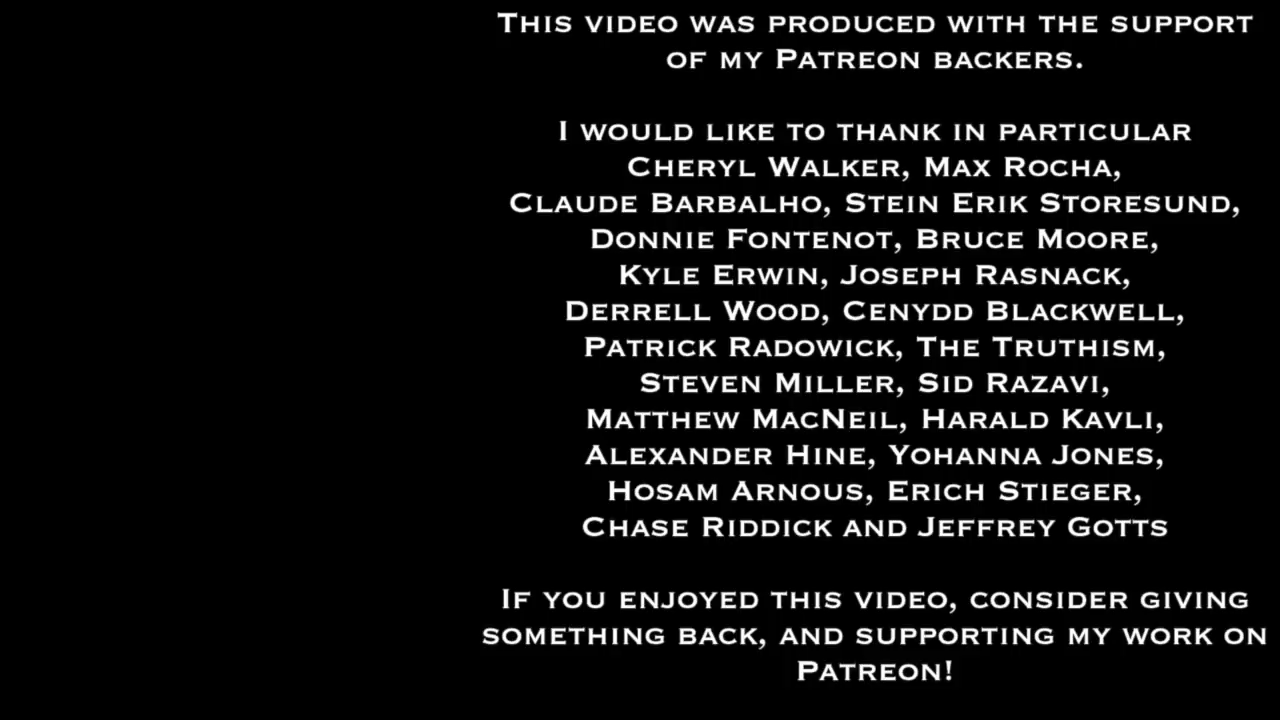 This video was produced with the support
of my Patreon backers.
I would like to thank in particular
Cheryl Walker, Max Rocha,
Claude Barbalho, Stein Erik Storesund,
Donnie Fontenot, Bruce Moore,
Kyle Erwin, Joseph Rasnack,
Derrell Wood, Cenydd Blackwell,
Patrick Radowick, The Truthism,
Steven Miller, Sid Razavi,
Matthew MacNeil, Harald Kavli,
Alexander Hine, Yohanna Jones,
Hosam Arnous, Erich Stieger,
Chase Riddick and Jeffrey Gotts
If you enjoyed this video, consider giving
something back, and supporting my work on
Patreon!